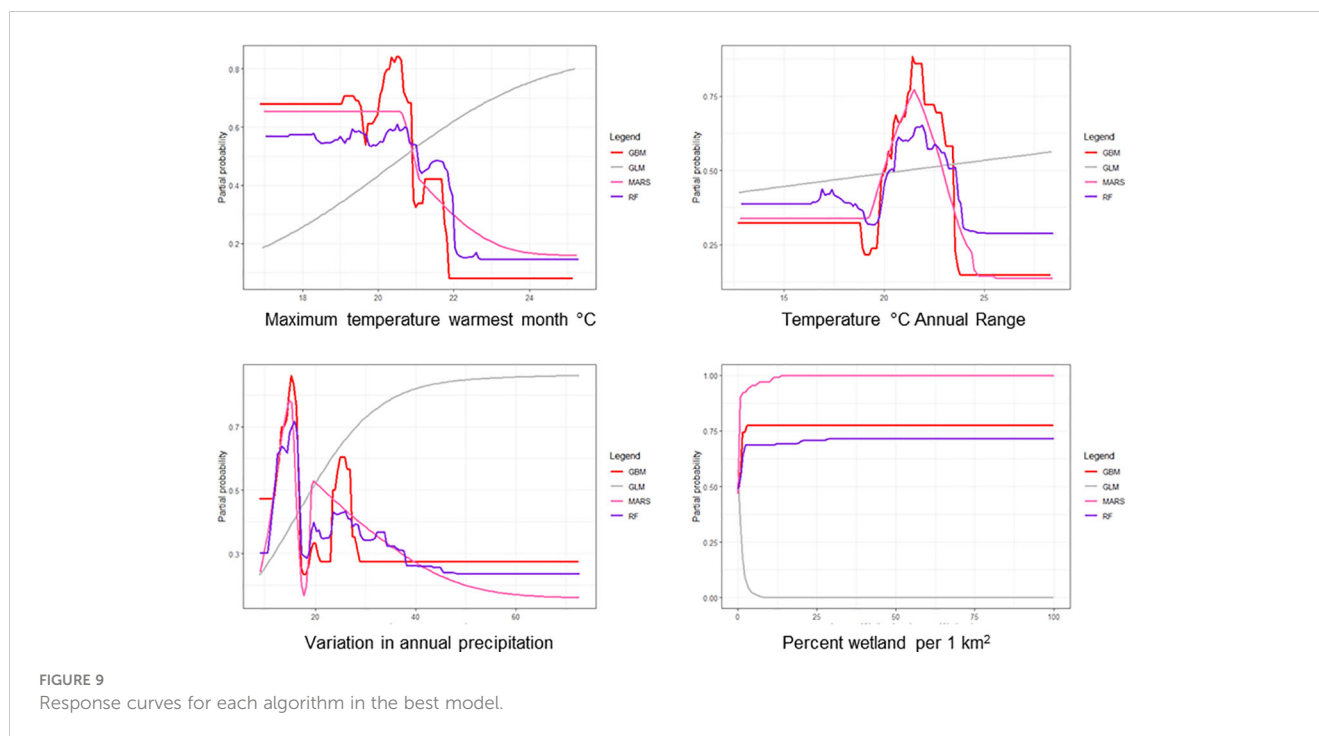 0.8
0.6
0.4
0.2
Partial probability
18
20
22
24
Maximum temperature warmest month °C
Legend
GBM
GLM
MARS
RF
0.75
0.50
0.25
Partial probability
15
20
25
Temperature °C Annual Range
Legend
GBM
GLM
MARS
RF
0.7
0.5
0.3
Partial probability
20
40
60
Variation in annual precipitation
Legend
GBM
GLM
MARS
RF
1.00
0.75
0.50
0.25
0.00
Partial probability
0
25
50
75
100
Percent wetland per 1 km²
Legend
GBM
GLM
MARS
RF
FIGURE 9
Response curves for each algorithm in the best model.